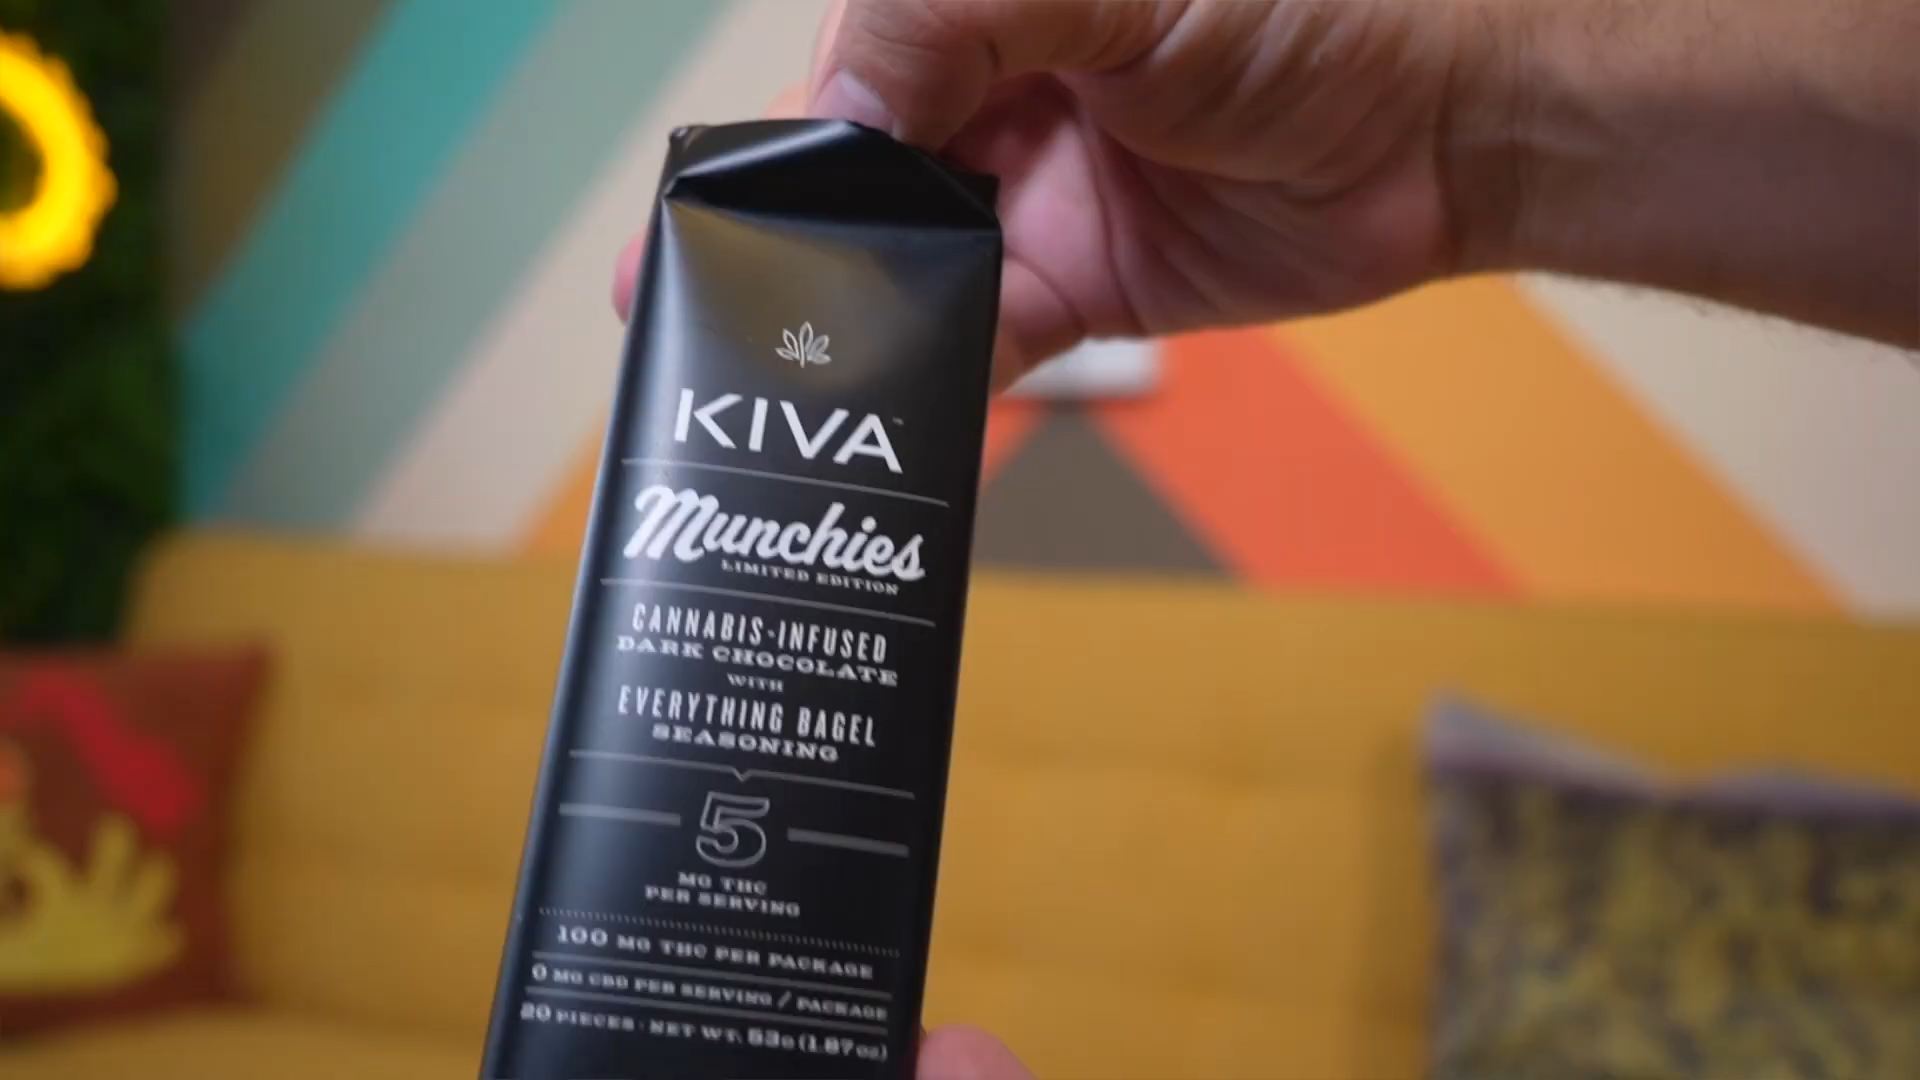 KIVA™
Munchies
LIMITED EDITION
CANNABIS-INFUSED
DARK CHOCOLATE
WITH
EVERYTHING BAGEL
SEASONING
5
MG THC
PER SERVING
100 MG THC PER PACKAGE
0 MG CBD PER SERVING / PACKAGE
20 PIECES · NET WT. 53G (1.87 OZ)